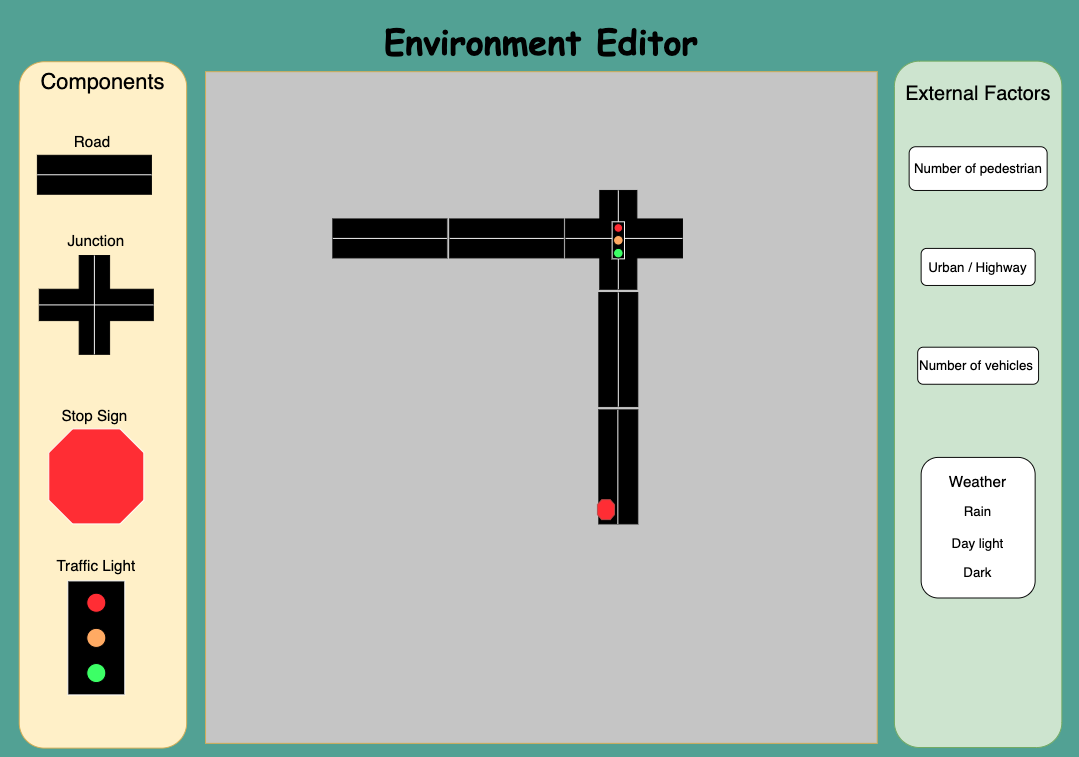 Environment Editor
Components
Road
Junction
Stop Sign
Traffic Light
External Factors
Number of pedestrian
Urban / Highway
Number of vehicles
Weather
Rain
Day light
Dark